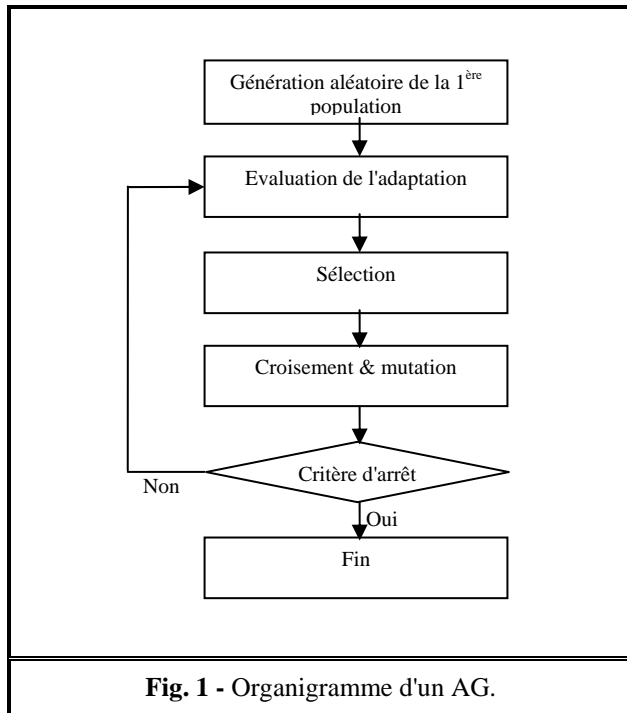 Génération aléatoire de la 1ère
population
Evaluation de l'adaptation
Sélection
Croisement & mutation
Critère d'arrêt
Non
Oui
Fin
Fig. 1 - Organigramme d'un AG.